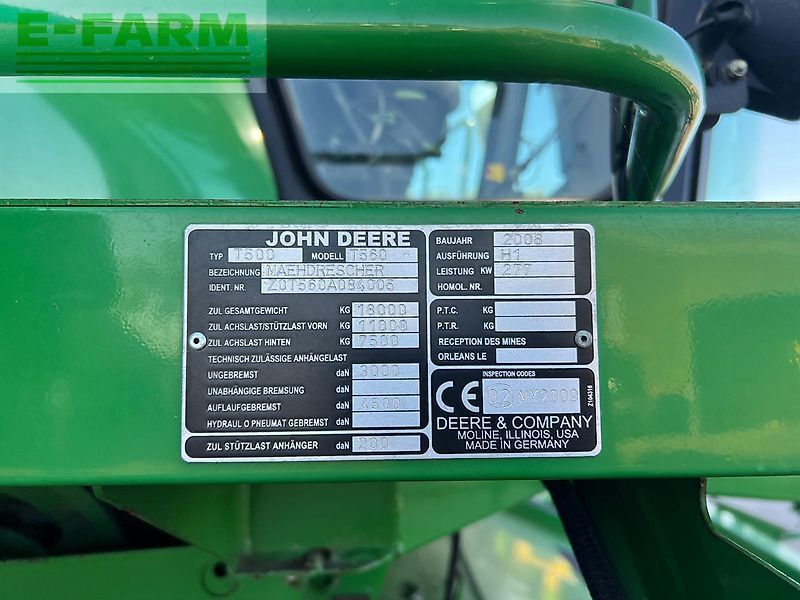 E-FARM
JOHN DEERE
TYP T500 MODELL T560
BEZEICHNUNG MAEHDRESCHER
IDENT. NR. Z0T560A084005
ZUL GESAMTGEWICHT KG 18000
ZUL ACHSLAST/STÜTZLAST VORN KG 11000
ZUL ACHSLAST HINTEN KG 7500
TECHNISCH ZULÄSSIGE ANHÄNGELAST
UNGEBREMST daN 3000
UNABHÄNGIGE BREMSUNG daN
AUFLAUFGEBREMST daN
HYDRAUL O PNEUMAT GEBREMST daN
ZUL STÜTZLAST ANHÄNGER daN
BAUJAHR 2008
AUSFÜHRUNG H1
LEISTUNG KW 277
HOMOL. NR.
P.T.C. KG
P.T.R. KG
RECEPTION DES MINES
ORLEANS LE
INSPECTION CODES
CE 02 NY2009
Z104316
DEERE & COMPANY
MOLINE, ILLINOIS, USA
MADE IN GERMANY